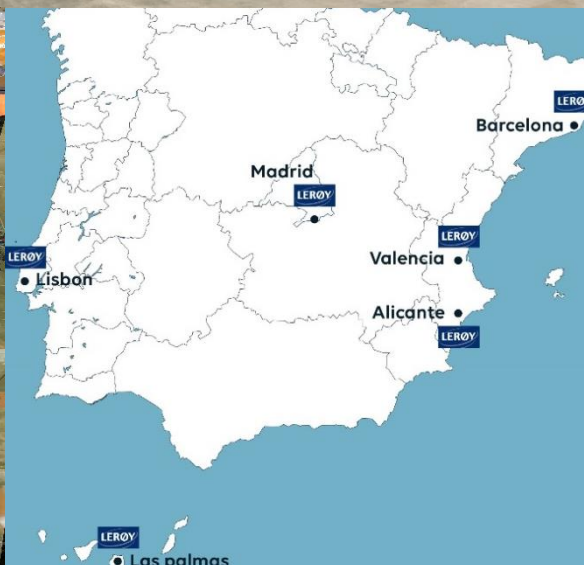 LERØY
Barcelona
Madrid
LERØY
LERØY
Valencia
LERØY
Lisbon
Alicante
LERØY
LERØY
Las palmas